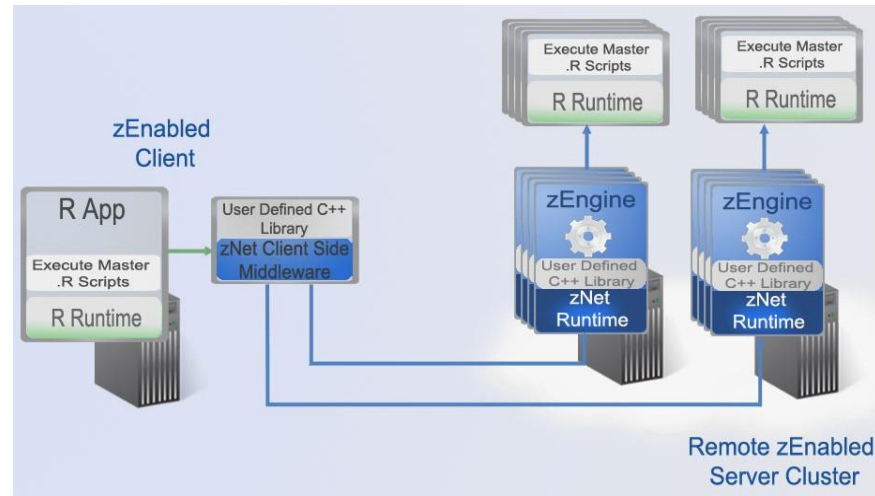 zEnabled
Client
R App
Execute Master
.R Scripts
R Runtime
User Defined C++
Library
zNet Client Side
Middleware
Execute Master
.R Scripts
R Runtime
zEngine
User Defined
C++ Library
zNet
Runtime
Execute Master
.R Scripts
R Runtime
zEngine
User Defined
C++ Library
zNet
Runtime
Remote zEnabled
Server Cluster